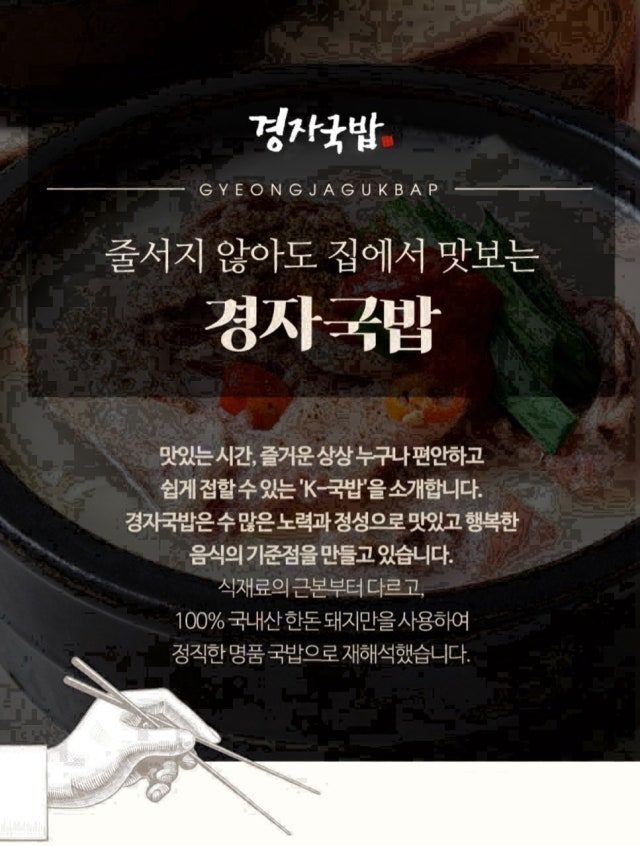 경자국밥
GYEONGJAGUKBAP
줄서지 않아도 집에서 맛보는
경자국밥
맛있는 시간, 즐거운 상상 누구나 편안하고
쉽게 접할 수 있는 'K-국밥'을 소개합니다.
경자국밥은 수 많은 노력과 정성으로 맛있고 행복한
음식의 기준점을 만들고 있습니다.
식재료의 근본부터 다르고,
100% 국내산 한돈 돼지만을 사용하여
정직한 명품 국밥으로 재해석했습니다.